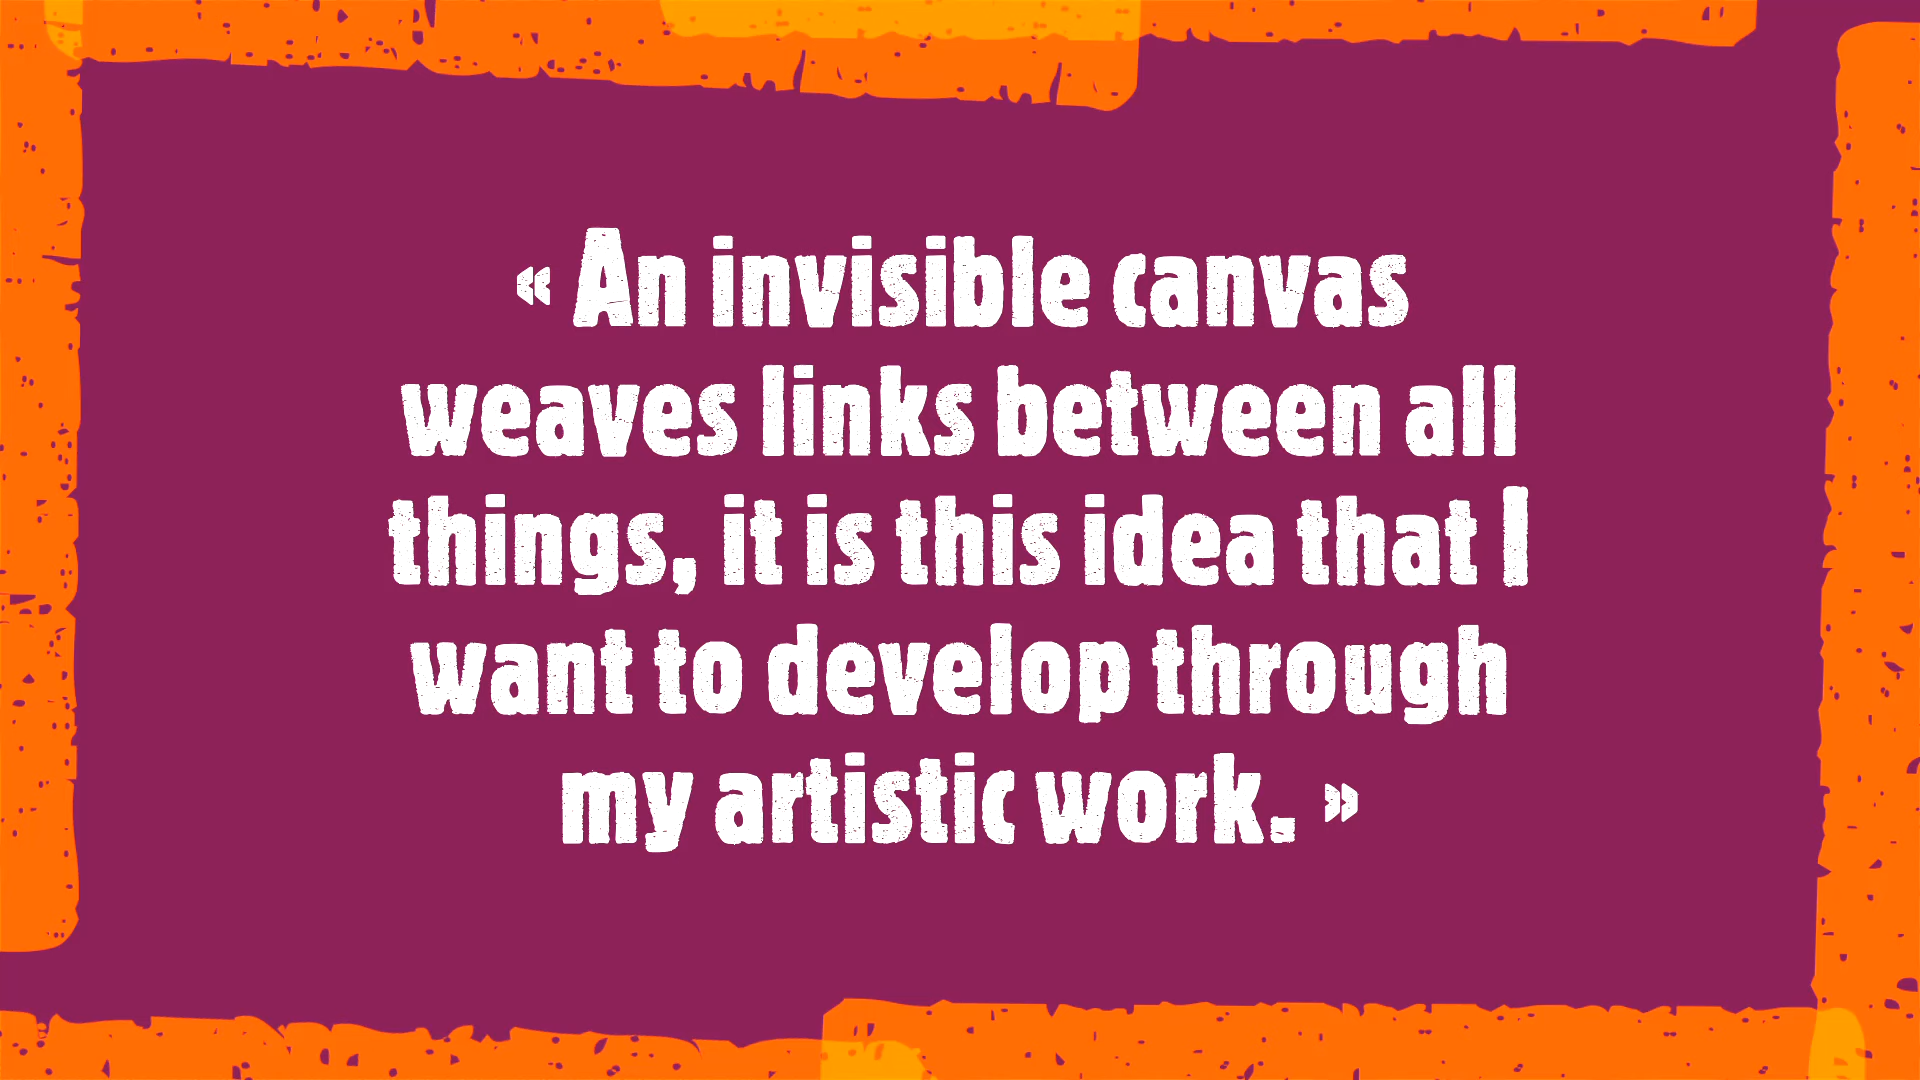 « An invisible canvas
weaves links between all
things, it is this idea that I
want to develop through
my artistic work. »